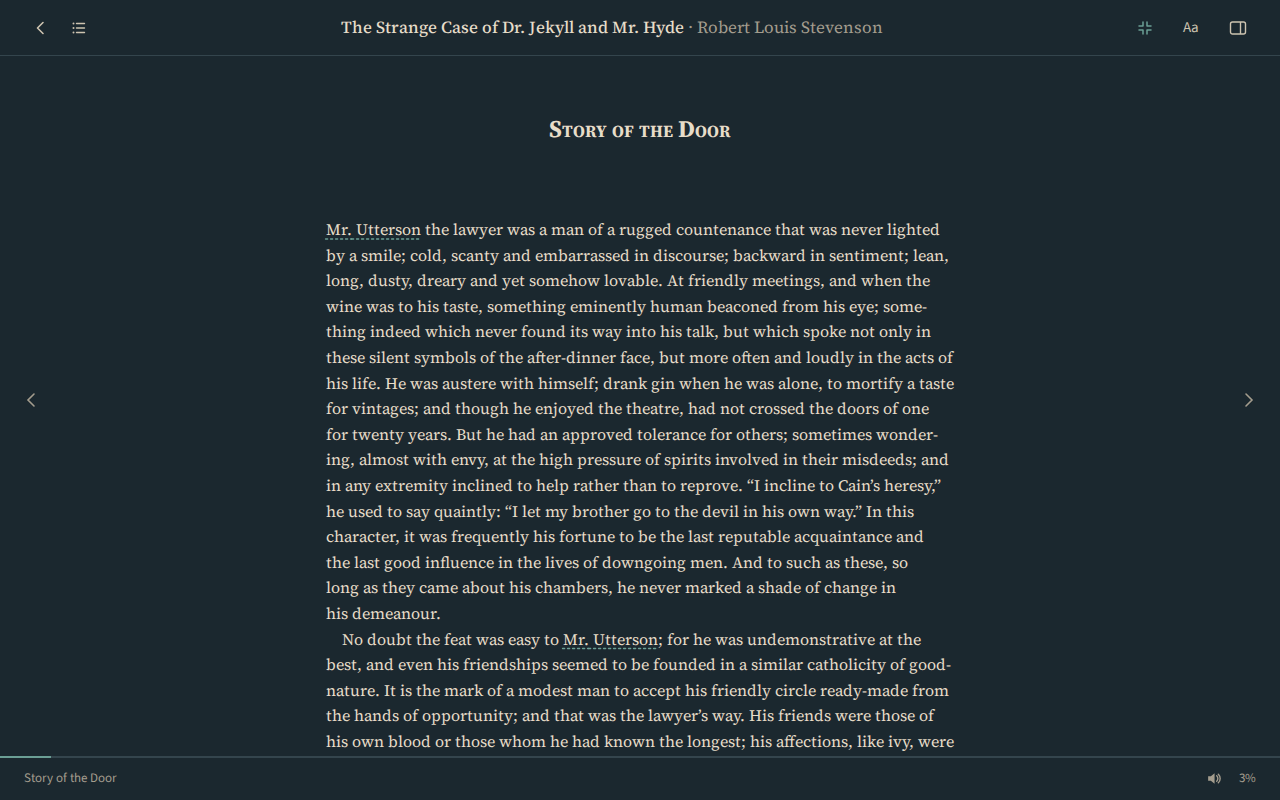 The Strange Case of Dr. Jekyll and Mr. Hyde · Robert Louis Stevenson
Aa
Story of the Door
Mr. Utterson the lawyer was a man of a rugged countenance that was never lighted
by a smile; cold, scanty and embarrassed in discourse; backward in sentiment; lean,
long, dusty, dreary and yet somehow lovable. At friendly meetings, and when the
wine was to his taste, something eminently human beaconed from his eye; some-
thing indeed which never found its way into his talk, but which spoke not only in
these silent symbols of the after-dinner face, but more often and loudly in the acts of
his life. He was austere with himself; drank gin when he was alone, to mortify a taste
for vintages; and though he enjoyed the theatre, had not crossed the doors of one
for twenty years. But he had an approved tolerance for others; sometimes wonder-
ing, almost with envy, at the high pressure of spirits involved in their misdeeds; and
in any extremity inclined to help rather than to reprove. “I incline to Cain’s heresy,”
he used to say quaintly: “I let my brother go to the devil in his own way.” In this
character, it was frequently his fortune to be the last reputable acquaintance and
the last good influence in the lives of downgoing men. And to such as these, so
long as they came about his chambers, he never marked a shade of change in
his demeanour.
No doubt the feat was easy to Mr. Utterson; for he was undemonstrative at the
best, and even his friendships seemed to be founded in a similar catholicity of good-
nature. It is the mark of a modest man to accept his friendly circle ready-made from
the hands of opportunity; and that was the lawyer’s way. His friends were those of
his own blood or those whom he had known the longest; his affections, like ivy, were
Story of the Door
3%